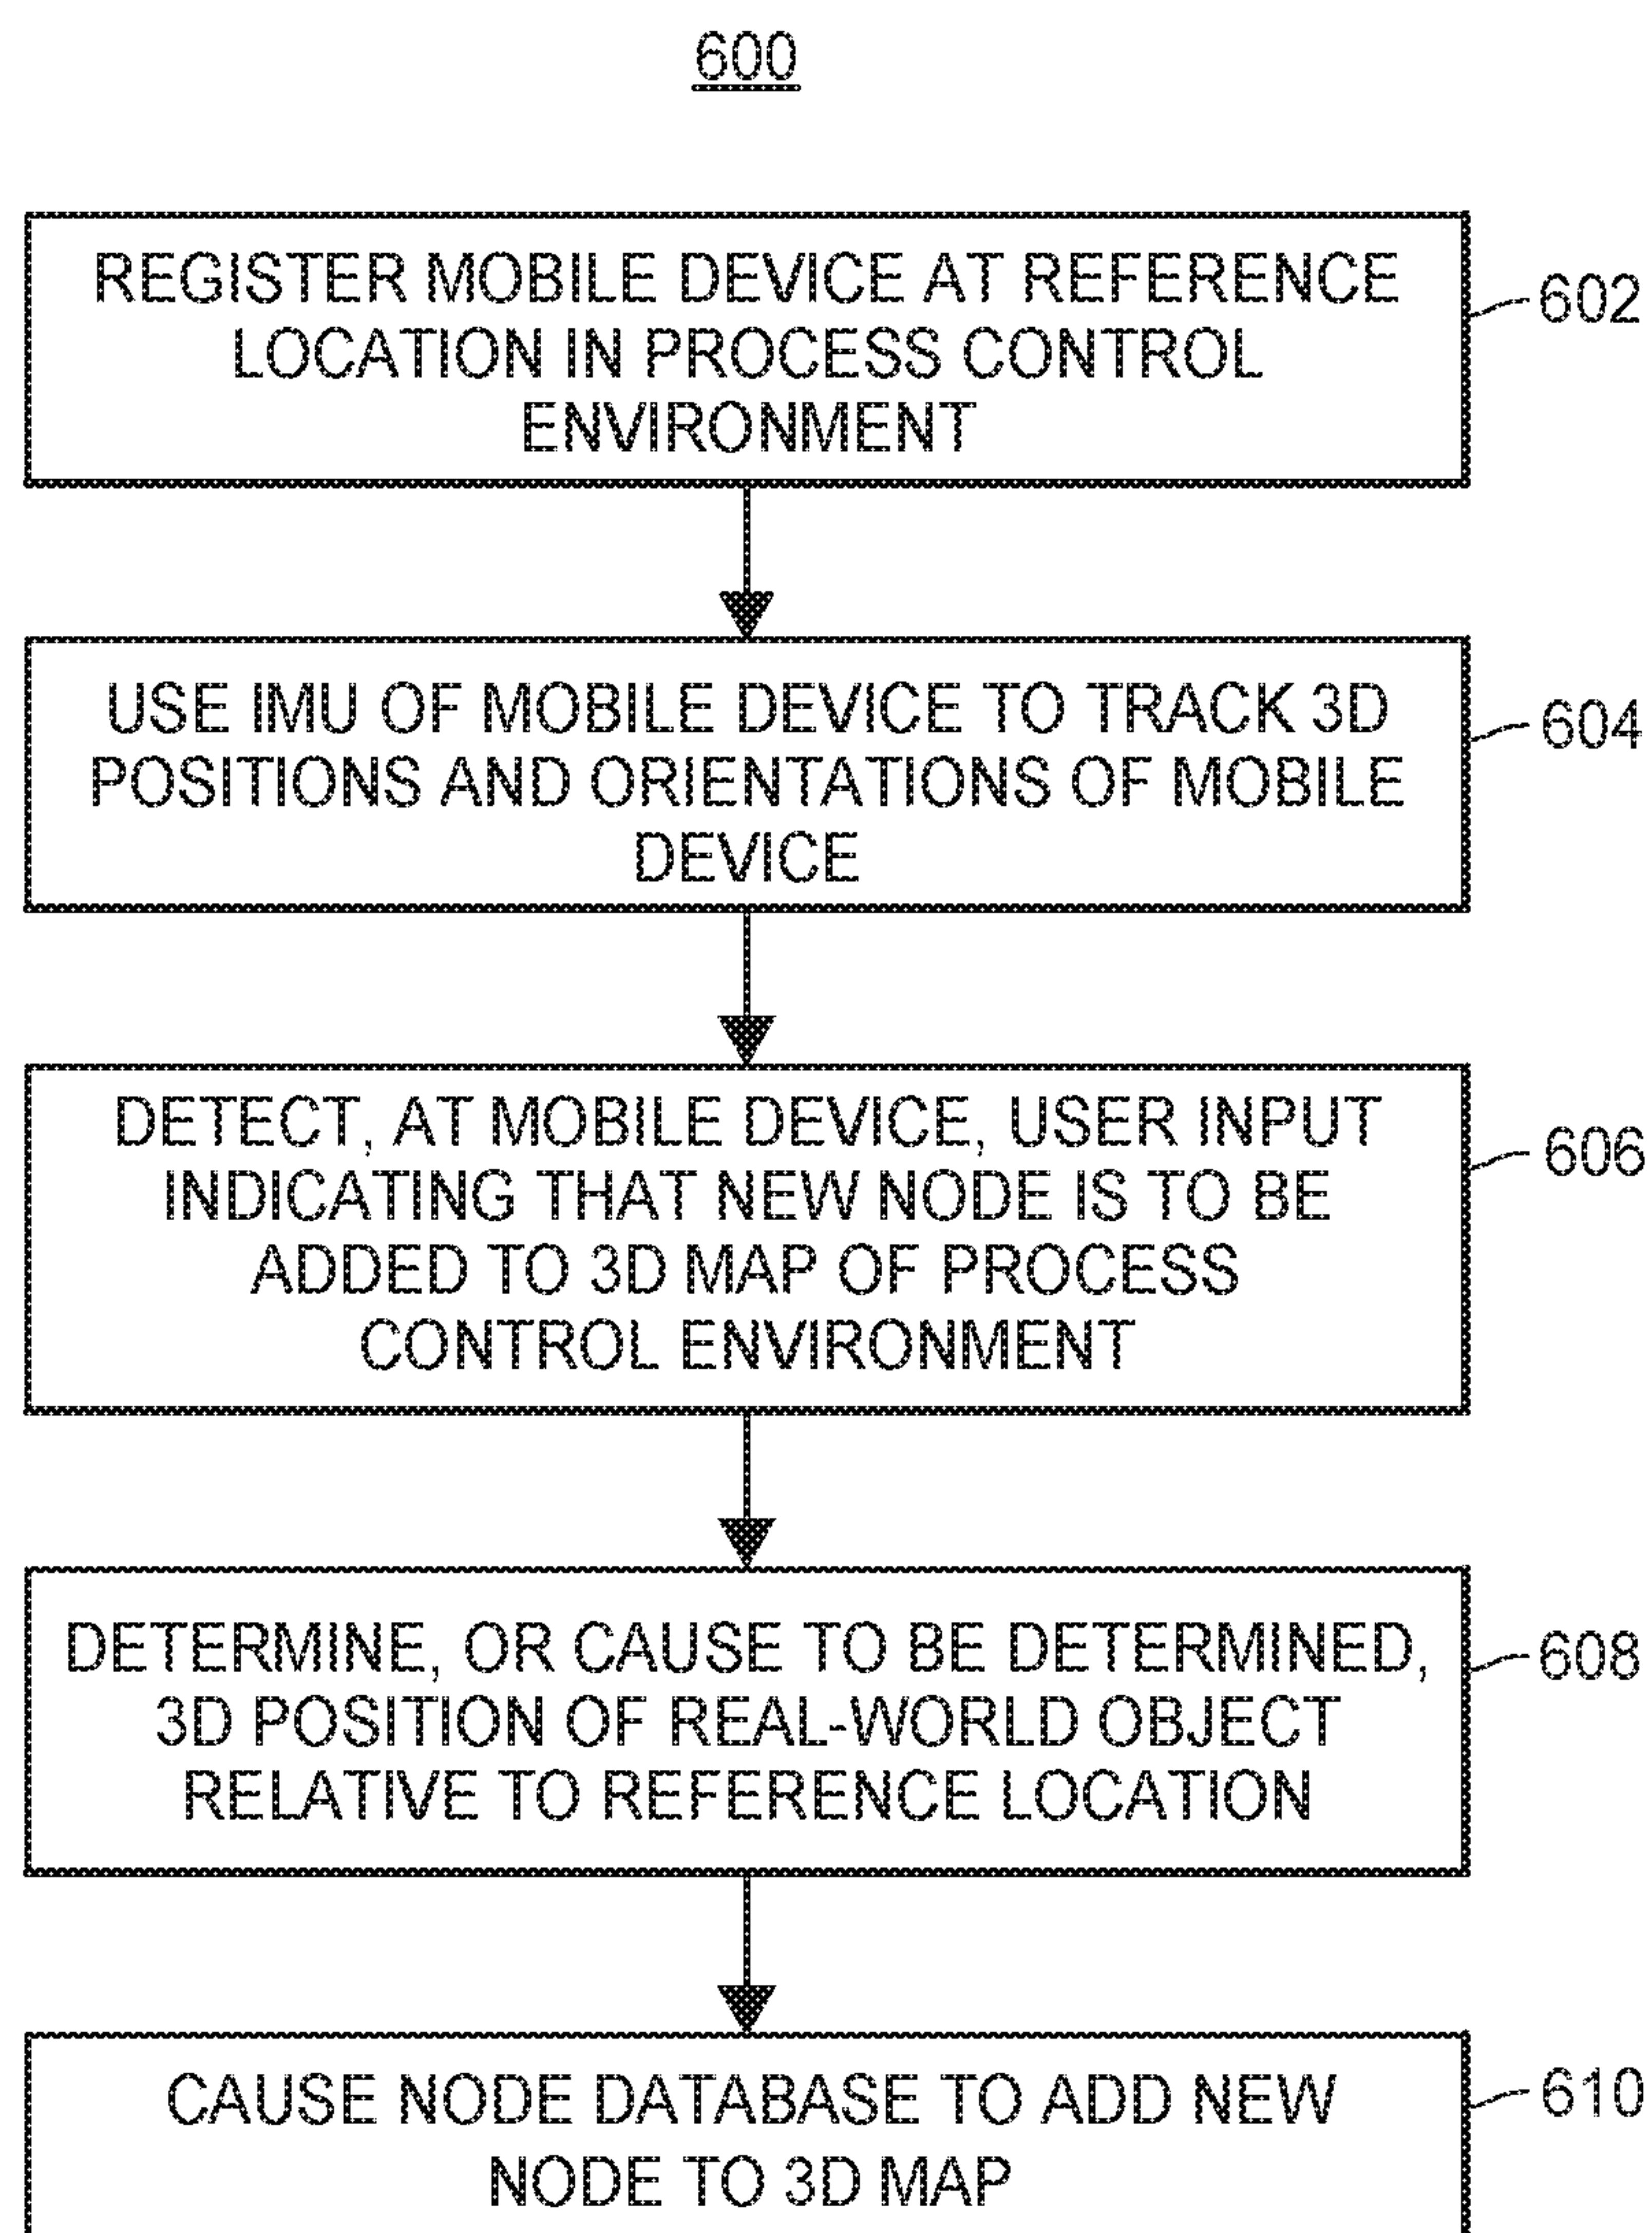 600
REGISTER MOBILE DEVICE AT REFERENCE
LOCATION IN PROCESS CONTROL
ENVIRONMENT
602
USE IMU OF MOBILE DEVICE TO TRACK 3D
POSITIONS AND ORIENTATIONS OF MOBILE
DEVICE
604
DETECT, AT MOBILE DEVICE, USER INPUT
INDICATING THAT NEW NODE IS TO BE
ADDED TO 3D MAP OF PROCESS
CONTROL ENVIRONMENT
606
DETERMINE, OR CAUSE TO BE DETERMINED,
3D POSITION OF REAL-WORLD OBJECT
RELATIVE TO REFERENCE LOCATION
608
CAUSE NODE DATABASE TO ADD NEW
NODE TO 3D MAP
610